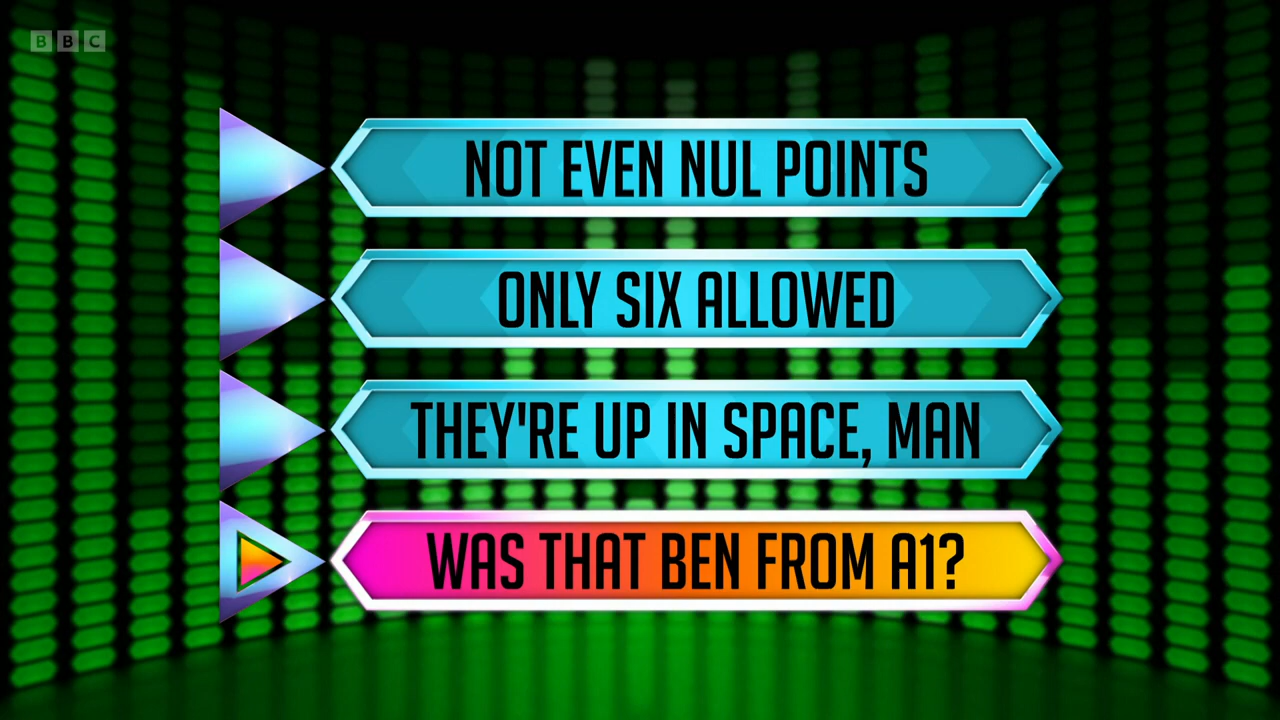 BBC
NOT EVEN NUL POINTS
ONLY SIX ALLOWED
THEY'RE UP IN SPACE, MAN
WAS THAT BEN FROM A1?